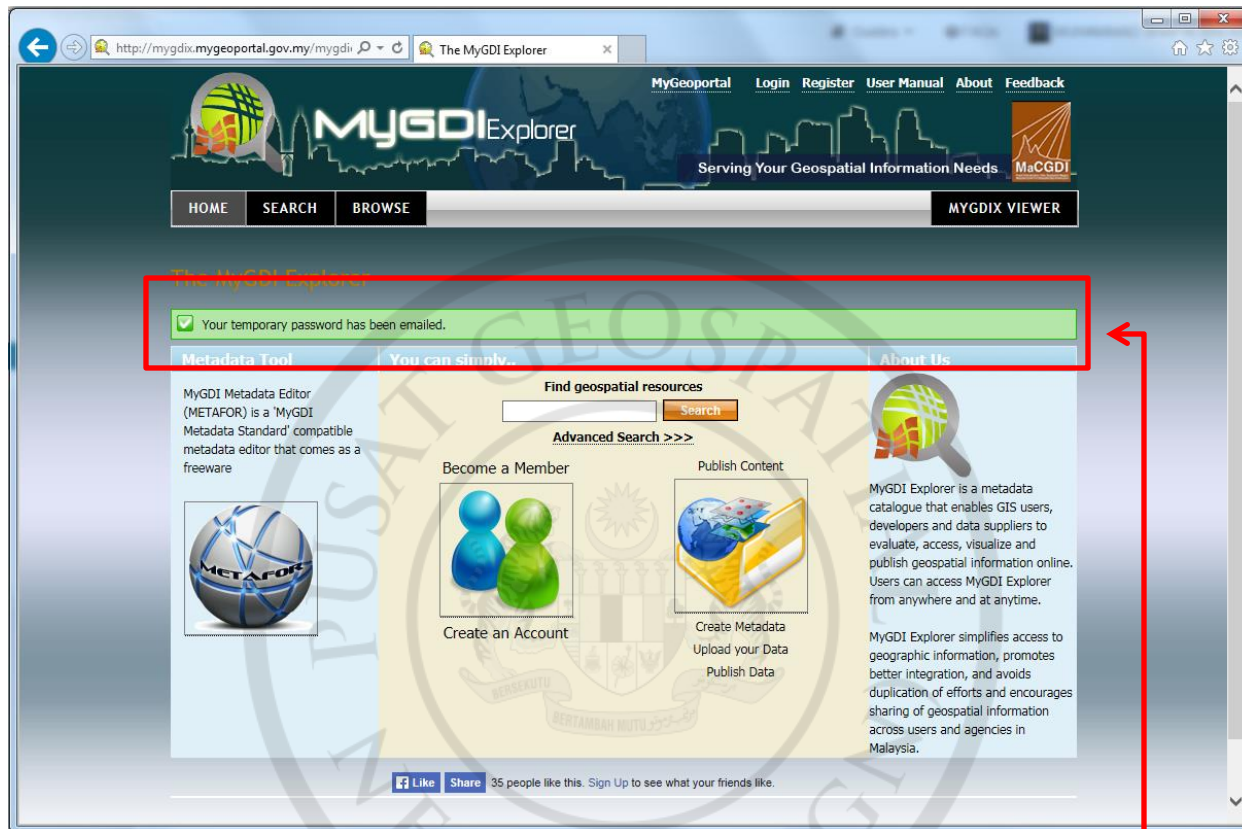 http://mygdix.mygeoportal.gov.my/mygdi
The MyGDI Explorer
MyGeoportal Login Register User Manual About Feedback
MyGDI Explorer
Serving Your Geospatial Information Needs
MaCGDI
HOME SEARCH BROWSE MYGDIX VIEWER
The MyGDI Explorer
Your temporary password has been emailed.
Metadata Tool
MyGDI Metadata Editor
(METAFOR) is a 'MyGDI
Metadata Standard' compatible
metadata editor that comes as a
freeware
METAFOR
You can simply..
Find geospatial resources
Search
Advanced Search >>>
Become a Member
Create an Account
Publish Content
Create Metadata
Upload your Data
Publish Data
About Us
MyGDI Explorer is a metadata
catalogue that enables GIS users,
developers and data suppliers to
evaluate, access, visualize and
publish geospatial information online.
Users can access MyGDI Explorer
from anywhere and at anytime.
MyGDI Explorer simplifies access to
geographic information, promotes
better integration, and avoids
duplication of efforts and encourages
sharing of geospatial information
across users and agencies in
Malaysia.
Like Share 35 people like this. Sign Up to see what your friends like.
PUSAT GEOSPATIAL
BERSEKUTU
BERTAMBAH MUTU